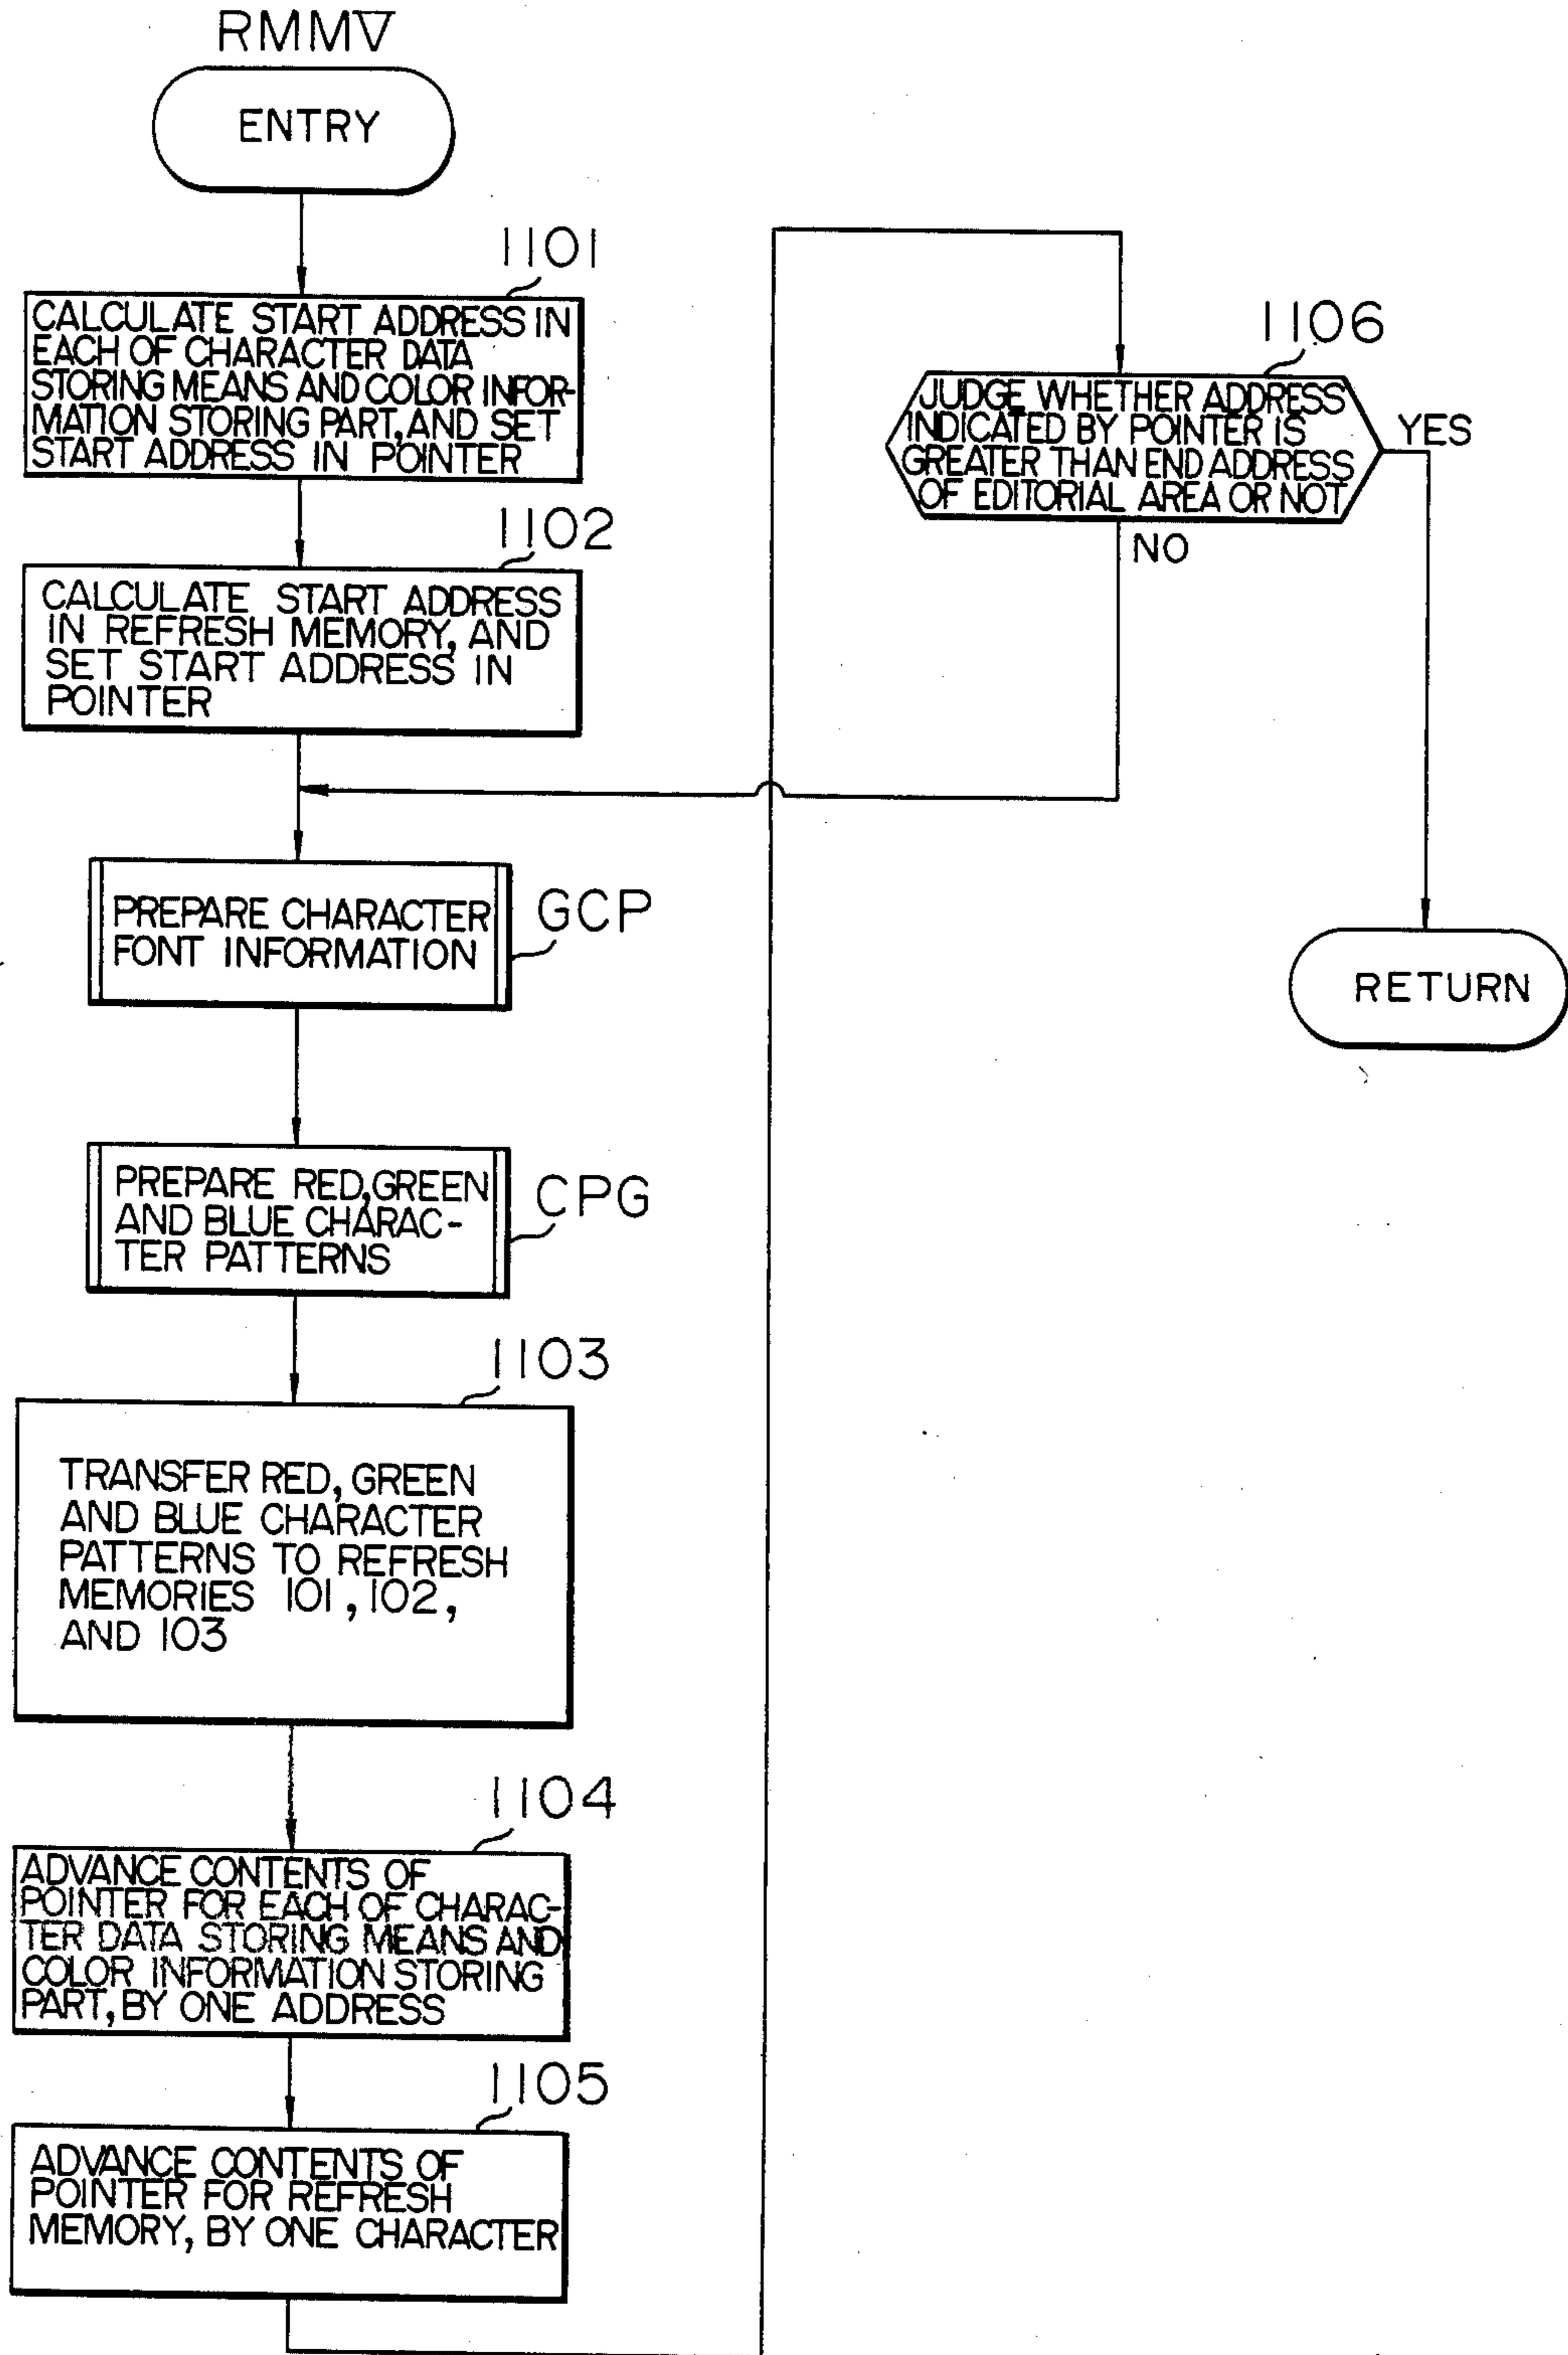 RMMV
ENTRY
1101
CALCULATE START ADDRESS IN
EACH OF CHARACTER DATA
STORING MEANS AND COLOR INFOR-
MATION STORING PART, AND SET
START ADDRESS IN POINTER
1102
CALCULATE START ADDRESS
IN REFRESH MEMORY, AND
SET START ADDRESS IN
POINTER
PREPARE CHARACTER
FONT INFORMATION
GCP
PREPARE RED, GREEN
AND BLUE CHARAC-
TER PATTERNS
CPG
1103
TRANSFER RED, GREEN
AND BLUE CHARACTER
PATTERNS TO REFRESH
MEMORIES 101, 102,
AND 103
1104
ADVANCE CONTENTS OF
POINTER FOR EACH OF CHARAC-
TER DATA STORING MEANS AND
COLOR INFORMATION STORING
PART, BY ONE ADDRESS
1105
ADVANCE CONTENTS OF
POINTER FOR REFRESH
MEMORY, BY ONE CHARACTER
1106
JUDGE WHETHER ADDRESS
INDICATED BY POINTER IS
GREATER THAN END ADDRESS
OF EDITORIAL AREA OR NOT
YES
NO
RETURN